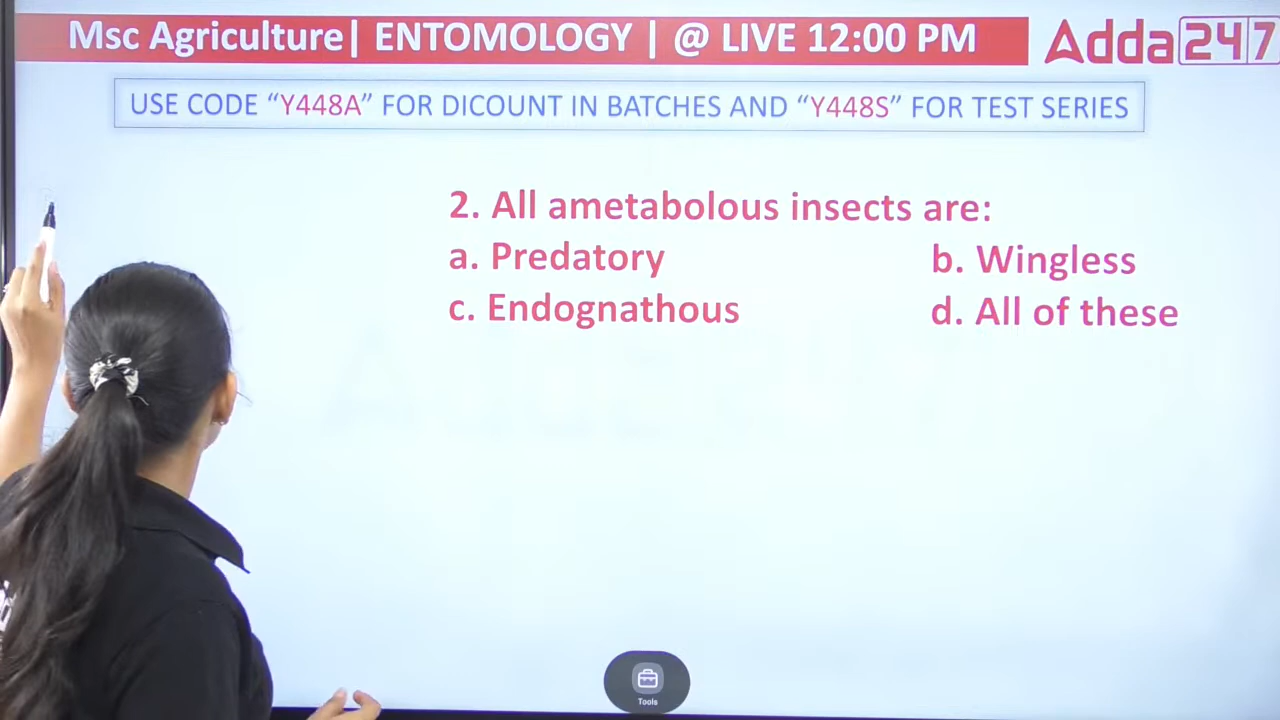 Msc Agriculture| ENTOMOLOGY | @ LIVE 12:00 PM
Adda247
USE CODE “Y448A” FOR DICOUNT IN BATCHES AND “Y448S” FOR TEST SERIES
2. All ametabolous insects are:
a. Predatory b. Wingless
c. Endognathous d. All of these
Tools